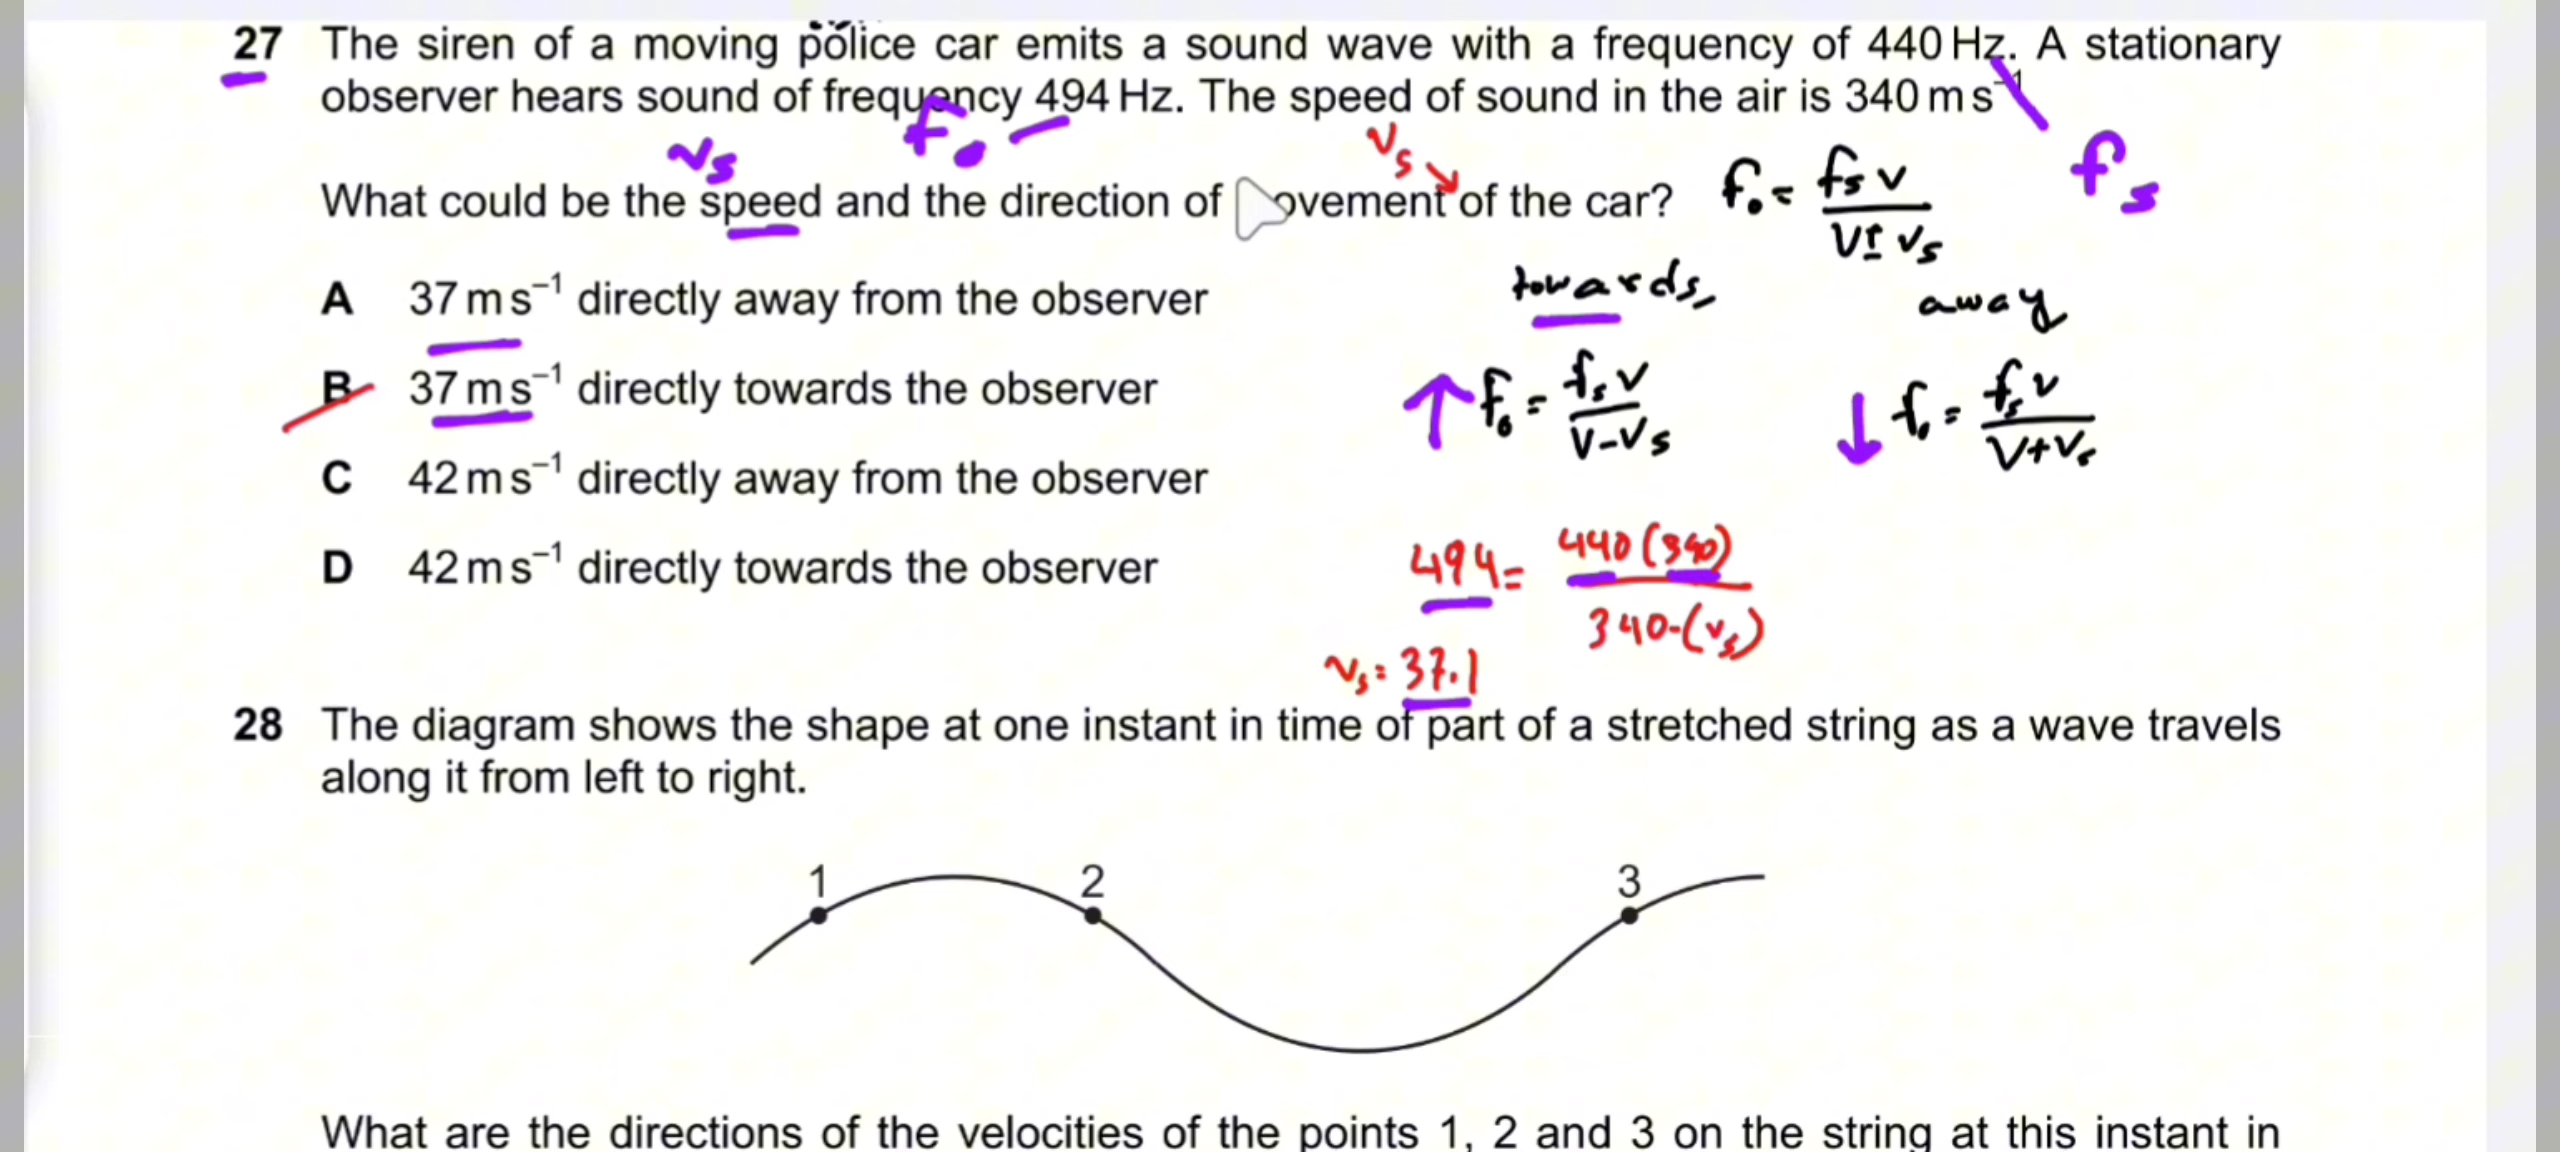 27 The siren of a moving police car emits a sound wave with a frequency of 440 Hz. A stationary
observer hears sound of frequency 494 Hz. The speed of sound in the air is 340 m s⁻¹
fₒ
vₛ
vₛ
fₛ
What could be the speed and the direction of ovement of the car?
fₒ = fₛ v / v ± vₛ
A 37 m s⁻¹ directly away from the observer
towards,
away
B 37 m s⁻¹ directly towards the observer
↑ fₒ = fₛ v / v - vₛ
↓ fₒ = fₛ v / v + vₛ
C 42 m s⁻¹ directly away from the observer
D 42 m s⁻¹ directly towards the observer
494 = 440 (340) / 340 - (vₛ)
vₛ = 37.1
28 The diagram shows the shape at one instant in time of part of a stretched string as a wave travels
along it from left to right.
1 2 3
What are the directions of the velocities of the points 1, 2 and 3 on the string at this instant in